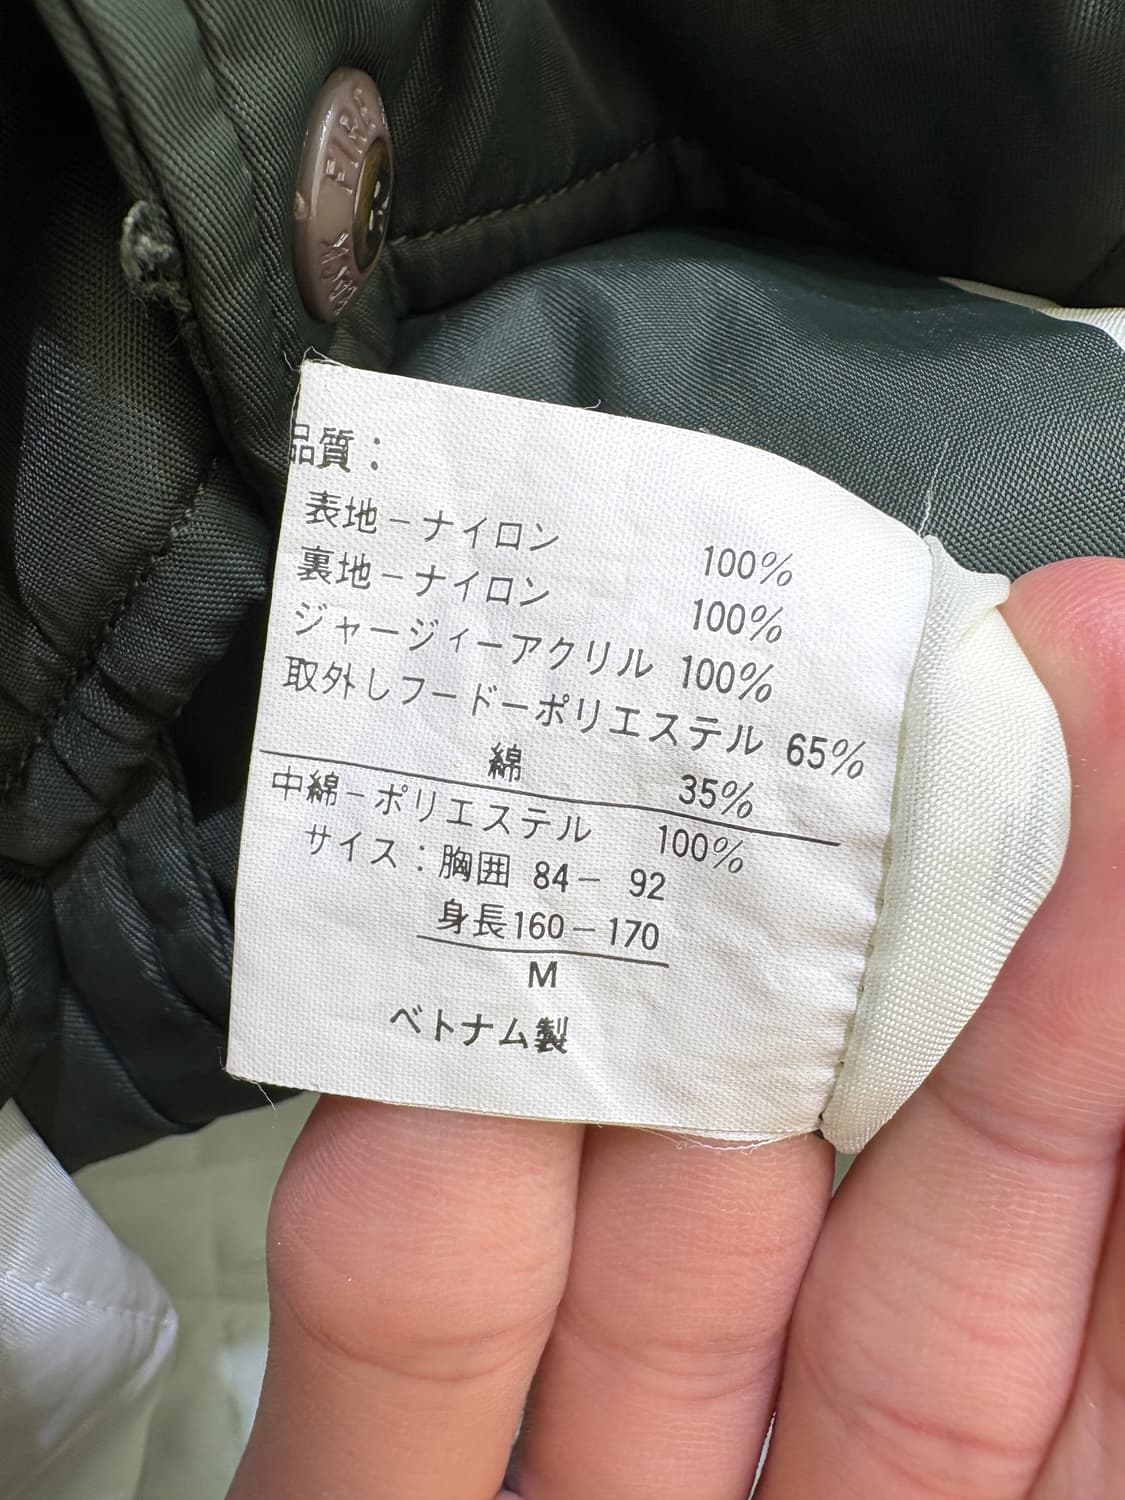 品質：
表地－ナイロン 100%
裏地－ナイロン 100%
ジャージィーアクリル 100%
取外しフードーポリエステル 65%
綿 35%
中綿－ポリエステル 100%
サイズ：胸囲 84－ 92
身長160－170
M
ベトナム製